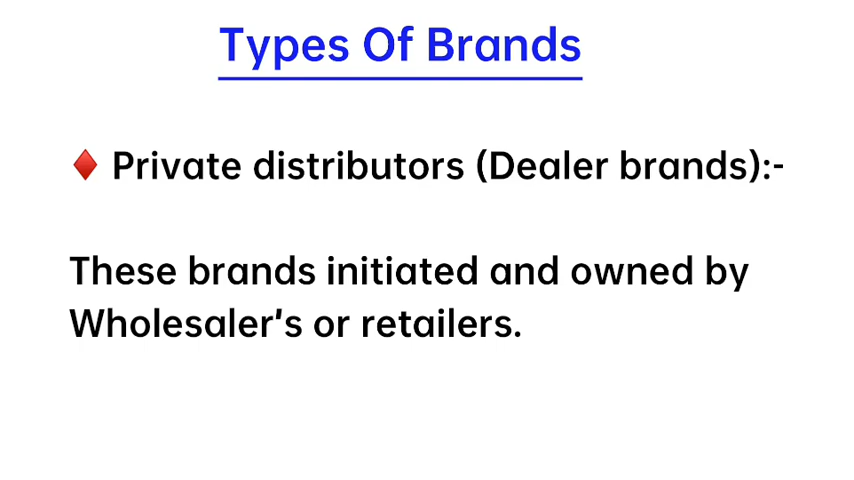 Types Of Brands
♦ Private distributors (Dealer brands):-
These brands initiated and owned by
Wholesaler's or retailers.